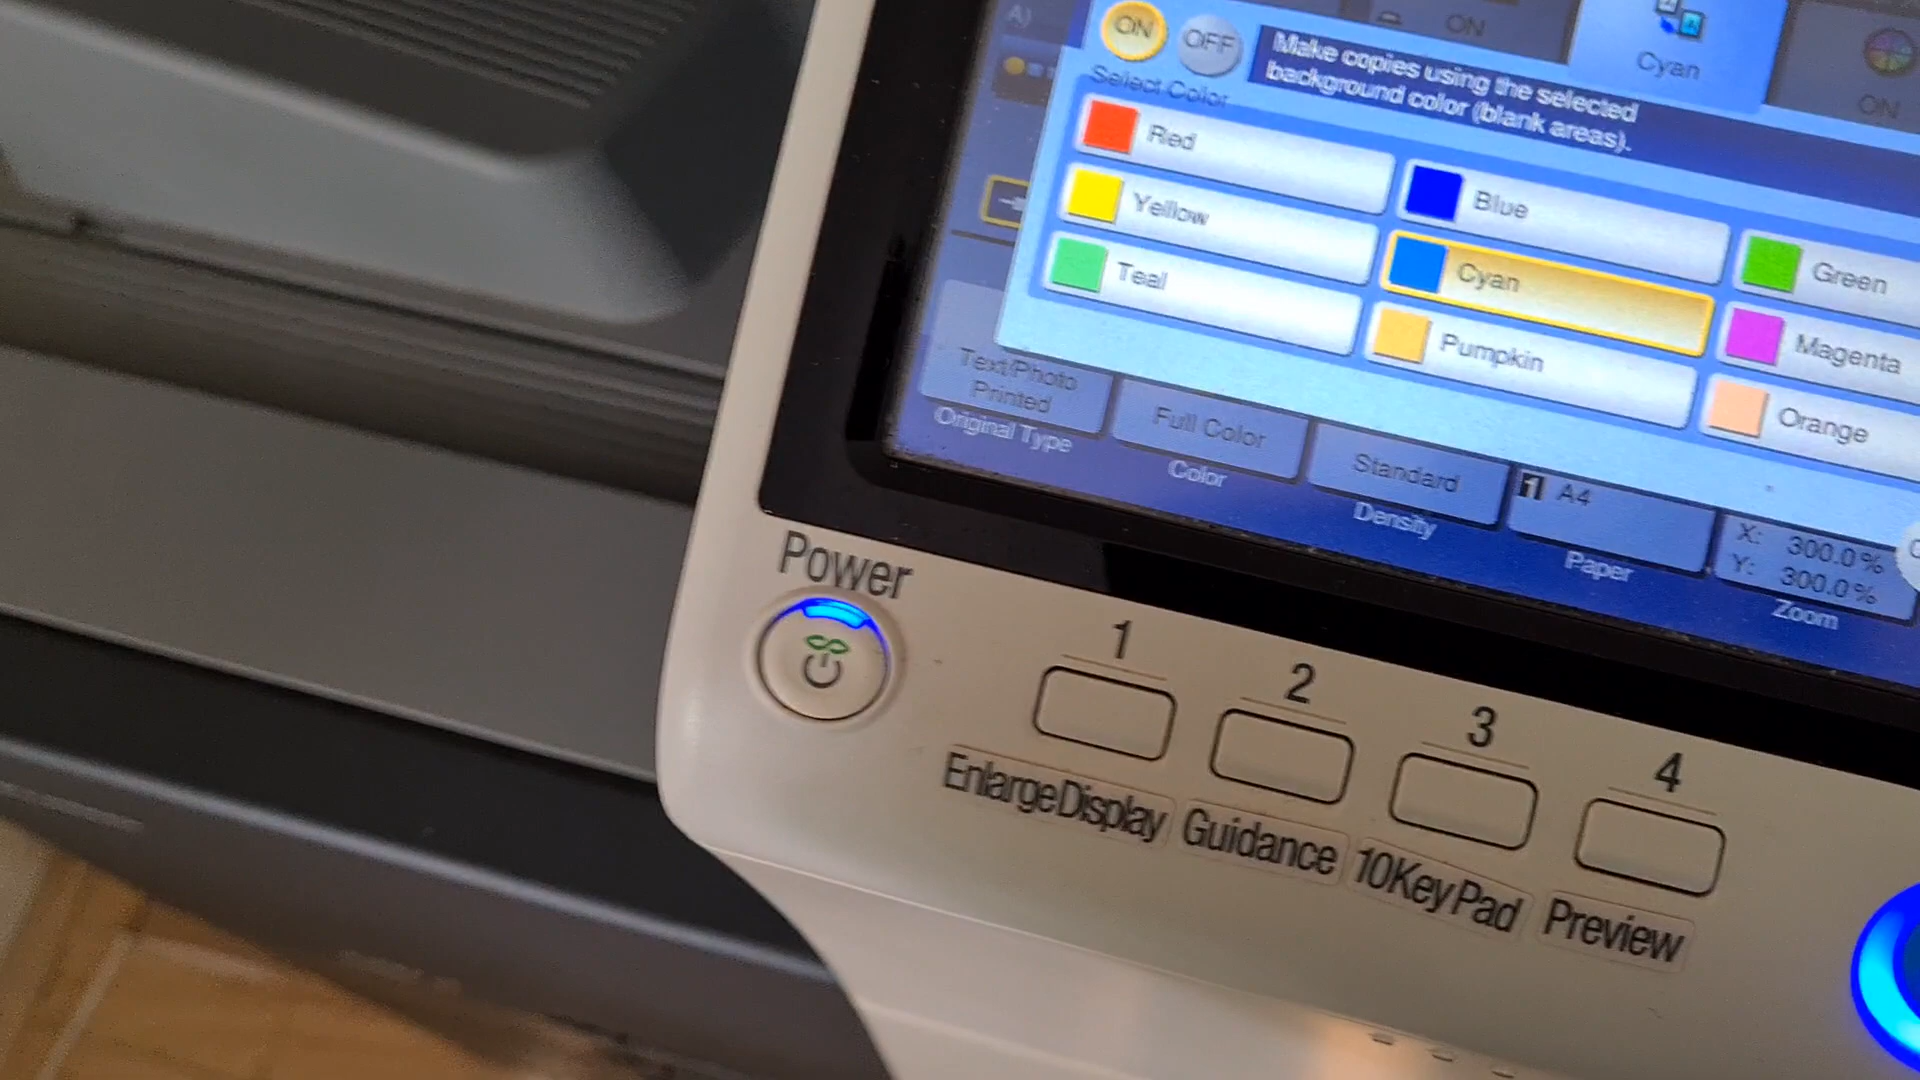 A)
ON
OFF
ON
Cyan
ON
Make copies using the selected
background color (blank areas).
Select Color
Red
Blue
Green
Yellow
Cyan
Magenta
Teal
Pumpkin
Orange
Text/Photo
Printed
Original Type
Full Color
Color
Standard
Density
1 A4
Paper
X: 300.0%
Y: 300.0%
Zoom
Power
1
2
3
4
Enlarge Display
Guidance
10Key Pad
Preview